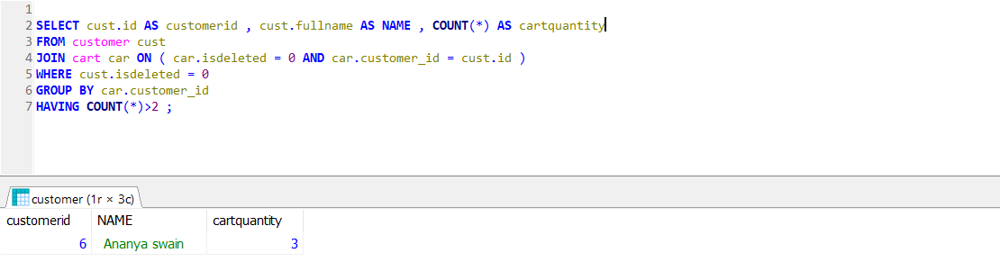 1
2 SELECT cust.id AS customerid , cust.fullname AS NAME , COUNT(*) AS cartquantity
3 FROM customer cust
4 JOIN cart car ON ( car.isdeleted = 0 AND car.customer_id = cust.id )
5 WHERE cust.isdeleted = 0
6 GROUP BY car.customer_id
7 HAVING COUNT(*)>2 ;
customer (1r × 3c)
customerid NAME cartquantity
6 Ananya swain 3